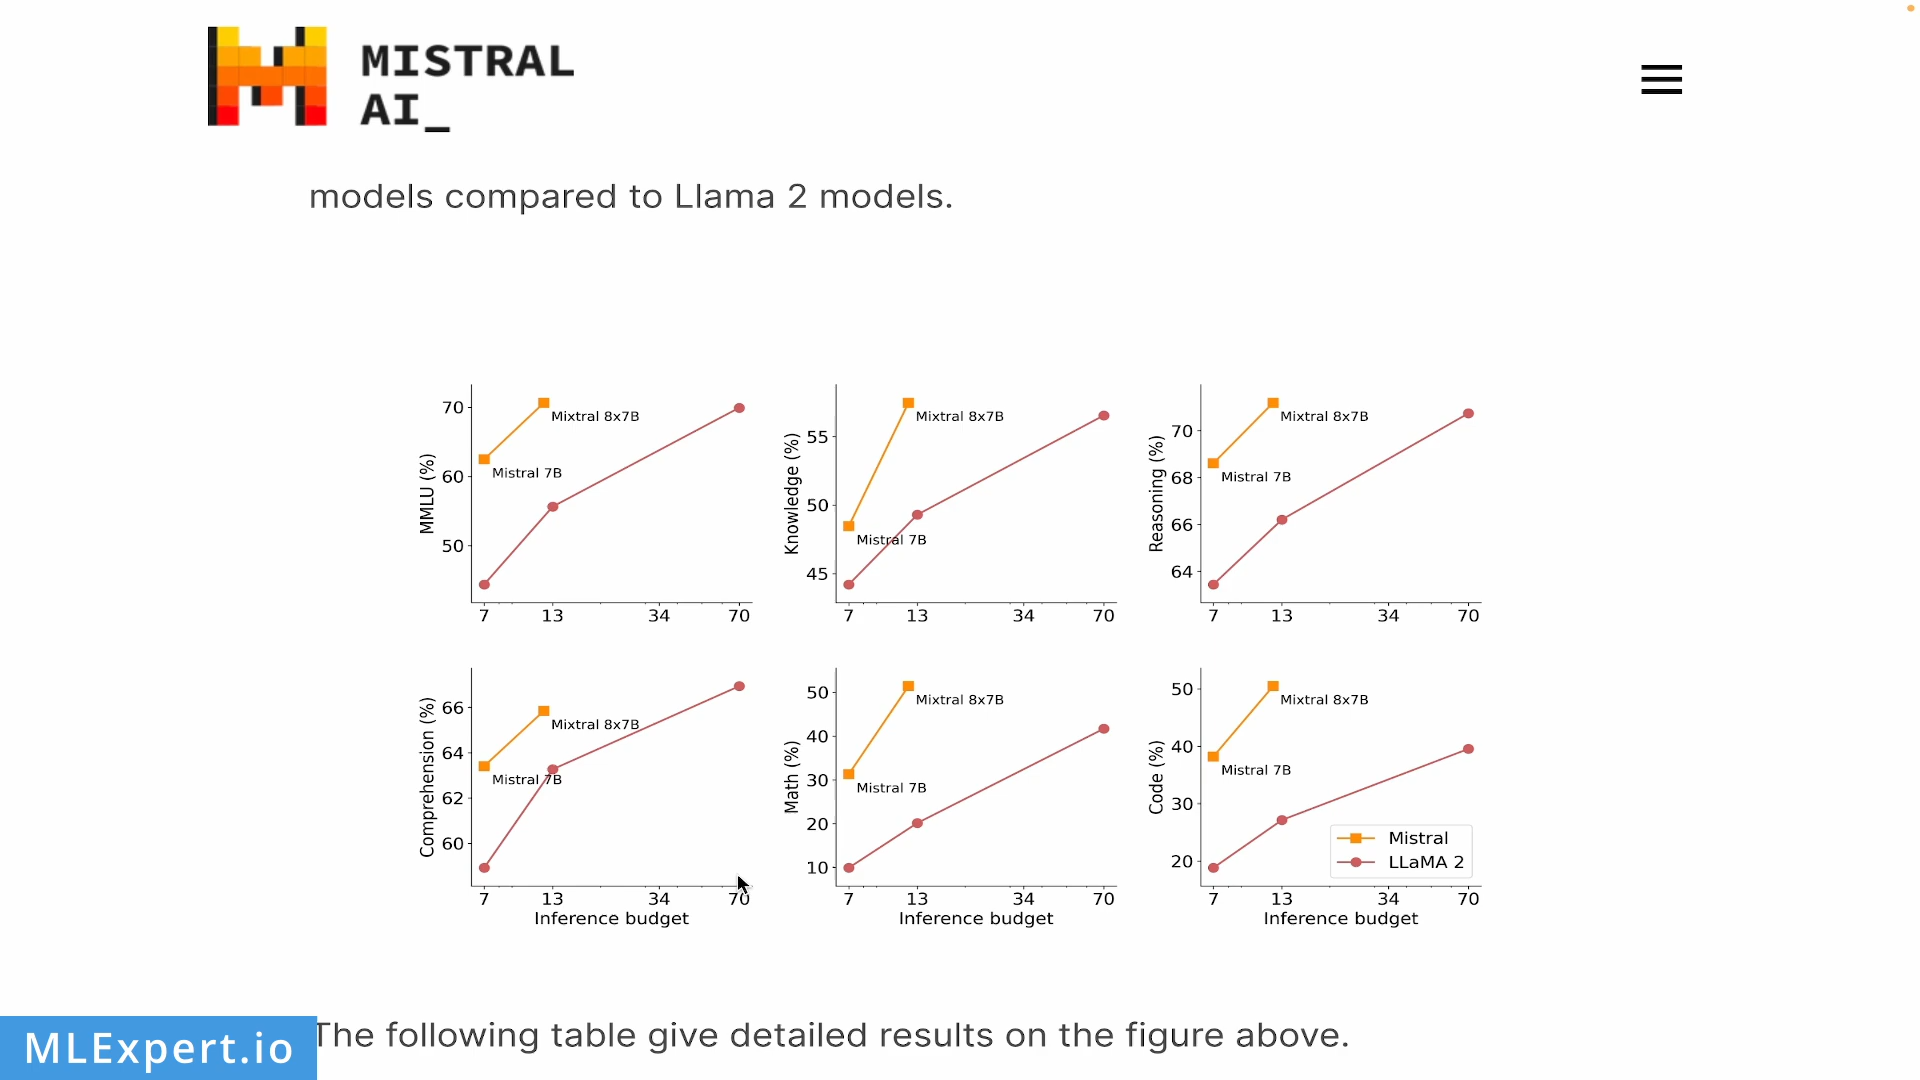 MISTRAL
AI_
models compared to Llama 2 models.
70
60
50
MMLU (%)
Mixtral 8x7B
Mistral 7B
7 13 34 70
55
50
45
Knowledge (%)
Mixtral 8x7B
Mistral 7B
7 13 34 70
70
68
66
64
Reasoning (%)
Mixtral 8x7B
Mistral 7B
7 13 34 70
66
64
62
60
Comprehension (%)
Mixtral 8x7B
Mistral 7B
7 13 34 70
Inference budget
50
40
30
20
10
Math (%)
Mixtral 8x7B
Mistral 7B
7 13 34 70
Inference budget
50
40
30
20
Code (%)
Mixtral 8x7B
Mistral 7B
Mistral
LLaMA 2
7 13 34 70
Inference budget
The following table give detailed results on the figure above.
MLExpert.io